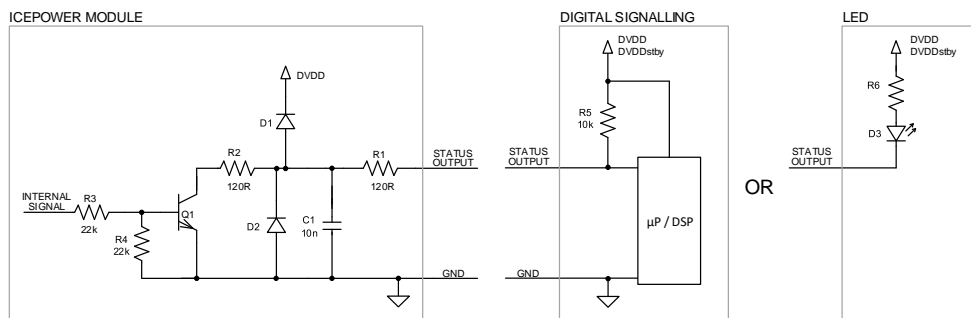 ICEPOWER MODULE
DIGITAL SIGNALLING
LED
DVDD
DVDD
DVDDstby
DVDD
DVDDstby
D1
R5
10k
R6
D3
R2
120R
R1
120R
STATUS
OUTPUT
STATUS
OUTPUT
STATUS
OUTPUT
INTERNAL
SIGNAL
R3
22k
R4
22k
Q1
D2
C1
10n
µP / DSP
OR
GND
GND